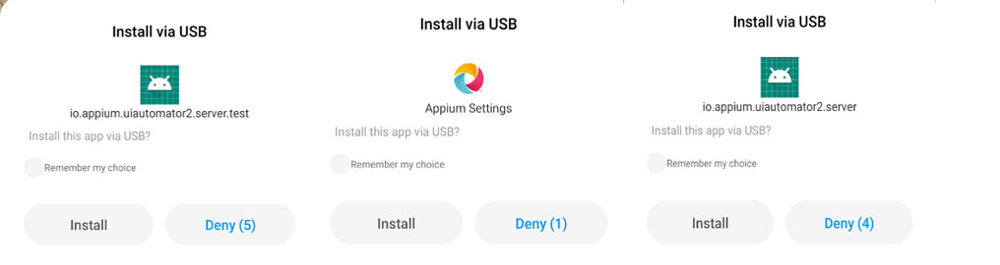 Install via USB
io.appium.uiautomator2.server.test
Install this app via USB?
Remember my choice
Install
Deny (5)
Install via USB
Appium Settings
Install this app via USB?
Remember my choice
Install
Deny (1)
Install via USB
io.appium.uiautomator2.server
Install this app via USB?
Remember my choice
Install
Deny (4)